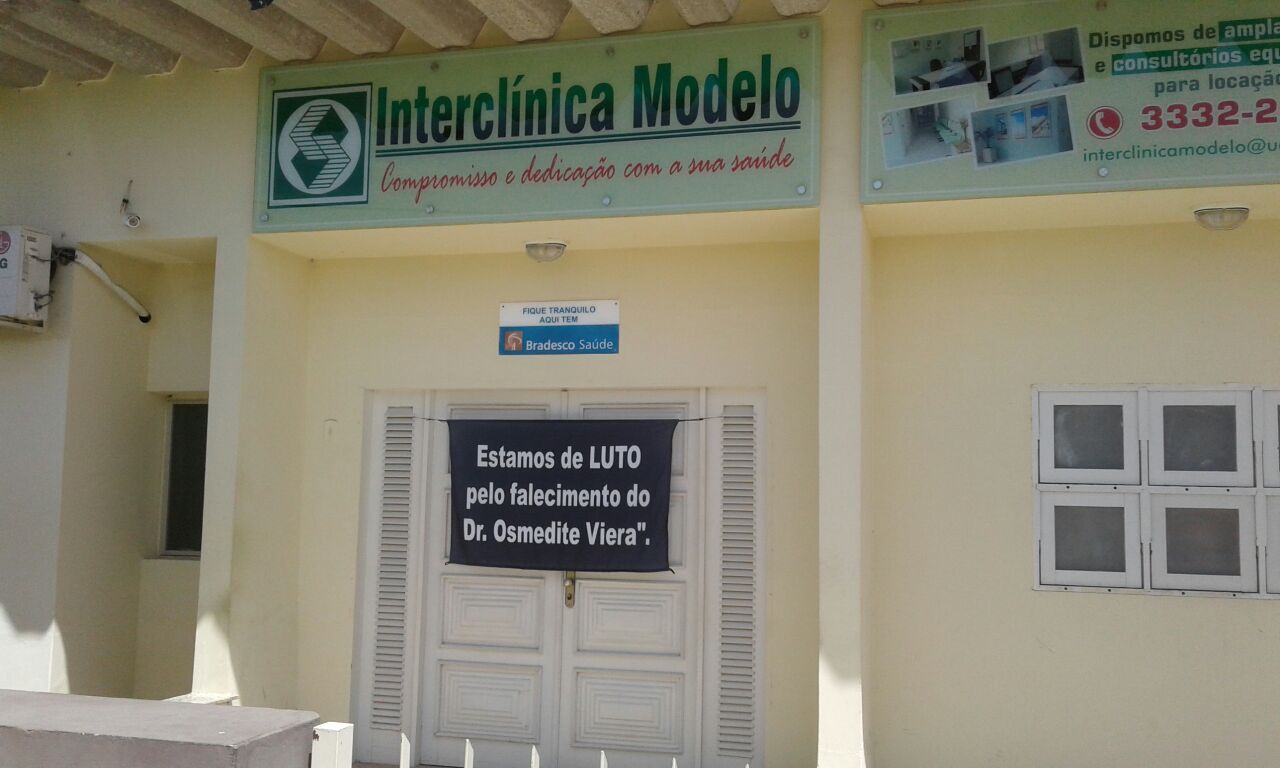 Interclínica Modelo
Compromisso e dedicação com a sua saúde
Dispomos de
e consultórios
para locação
3332-2
interclinicamodelo@
FIQUE TRANQUILO
AQUI TEM
Bradesco Saúde
Estamos de LUTO
pelo falecimento do
Dr. Osmedite Viera".